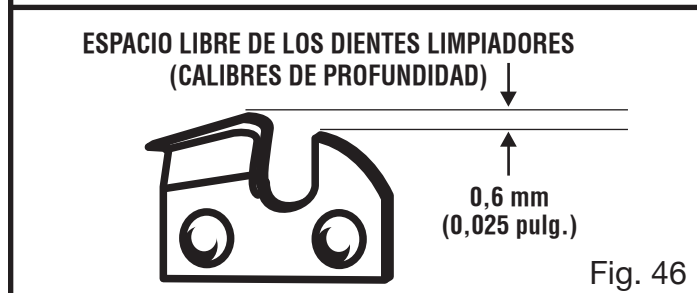 ESPACIO LIBRE DE LOS DIENTES LIMPIADORES
(CALIBRES DE PROFUNDIDAD)
0,6 mm
(0,025 pulg.)
Fig. 46